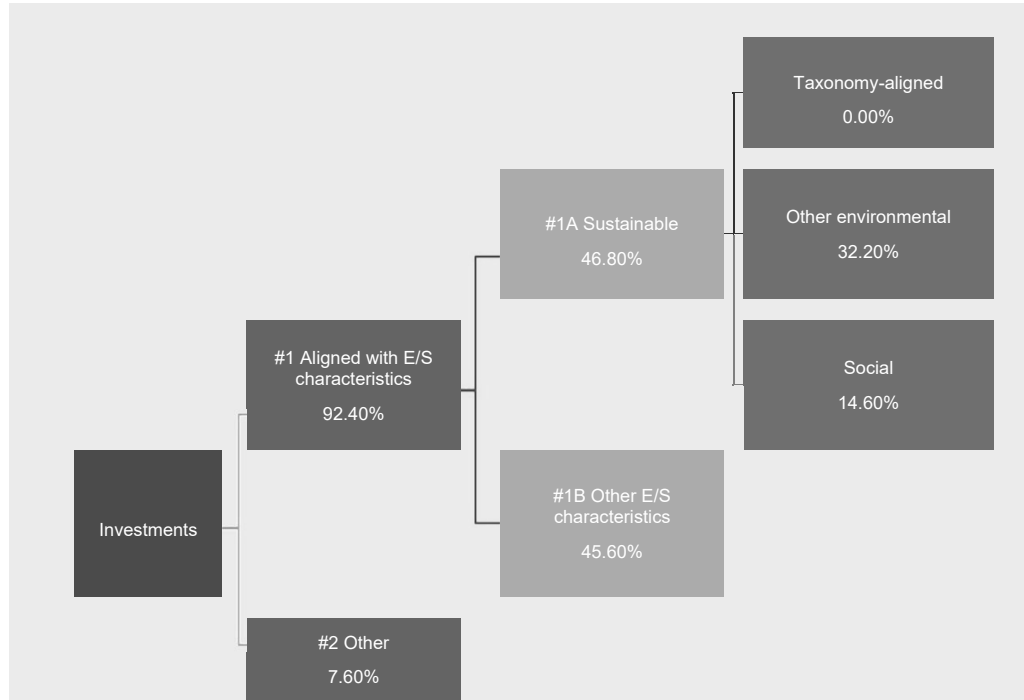 Taxonomy-aligned
0.00%
#1A Sustainable
46.80%
Other environmental
32.20%
#1 Aligned with E/S
characteristics
92.40%
Social
14.60%
Investments
#1B Other E/S
characteristics
45.60%
#2 Other
7.60%